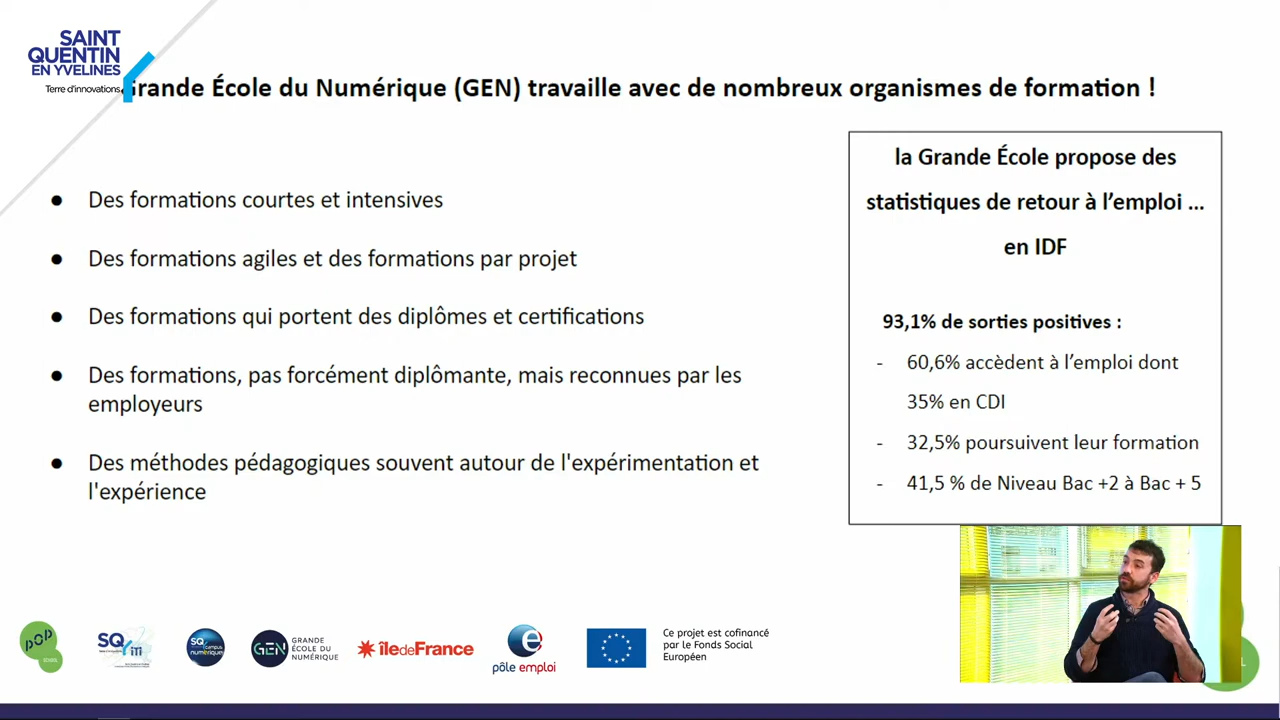 SAINT
QUENTIN
EN YVELINES
Terre d'innovations
Grande École du Numérique (GEN) travaille avec de nombreux organismes de formation !
● Des formations courtes et intensives
● Des formations agiles et des formations par projet
● Des formations qui portent des diplômes et certifications
● Des formations, pas forcément diplômante, mais reconnues par les
employeurs
● Des méthodes pédagogiques souvent autour de l'expérimentation et
l'expérience
la Grande École propose des
statistiques de retour à l'emploi ...
en IDF
93,1% de sorties positives :
- 60,6% accèdent à l'emploi dont
35% en CDI
- 32,5% poursuivent leur formation
- 41,5 % de Niveau Bac +2 à Bac + 5
POP
SCHOOL
SQY
SQ
campus
numérique
GEN
GRANDE
ÉCOLE DU
NUMÉRIQUE
îledeFrance
pôle emploi
Ce projet est cofinancé
par le Fonds Social
Européen